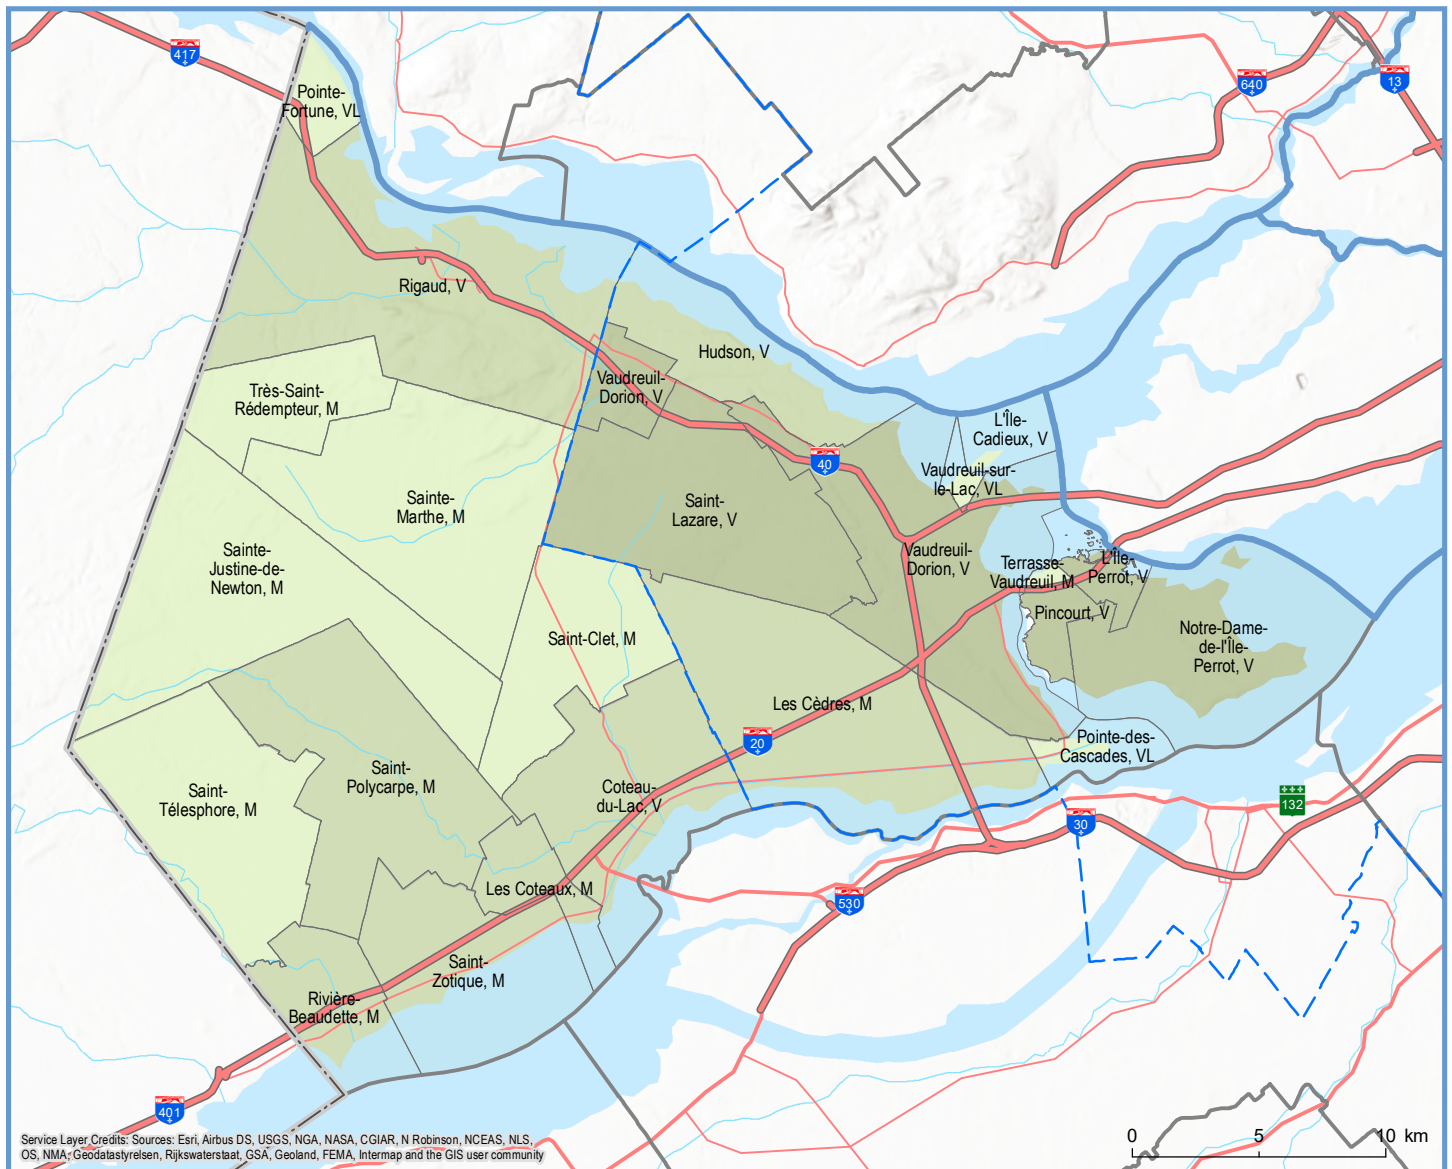 417
640
13
Pointe-
Fortune, VL
Rigaud, V
Hudson, V
Très-Saint-
Rédempteur, M
Vaudreuil-
Dorion, V
L'Île-
Cadieux, V
40
Vaudreuil-sur-
le-Lac, VL
Sainte-
Marthe, M
Saint-
Lazare, V
Sainte-
Justine-de-
Newton, M
Vaudreuil-
Dorion, V
Terrasse-
Vaudreuil, M
L'Île-
Perrot, V
Pincourt, V
Notre-Dame-
de-l'Île-
Perrot, V
Saint-Clet, M
Les Cèdres, M
20
Pointe-des-
Cascades, VL
Saint-
Polycarpe, M
Saint-
Télesphore, M
Coteau-
du-Lac, V
132
30
Les Coteaux, M
530
Saint-
Zotique, M
Rivière-
Beaudette, M
401
Service Layer Credits: Sources: Esri, Airbus DS, USGS, NGA, NASA, CGIAR, N Robinson, NCEAS, NLS,
OS, NMA, Geodatastyrelsen, Rijkswaterstaat, GSA, Geoland, FEMA, Intermap and the GIS user community
0 5 10 km